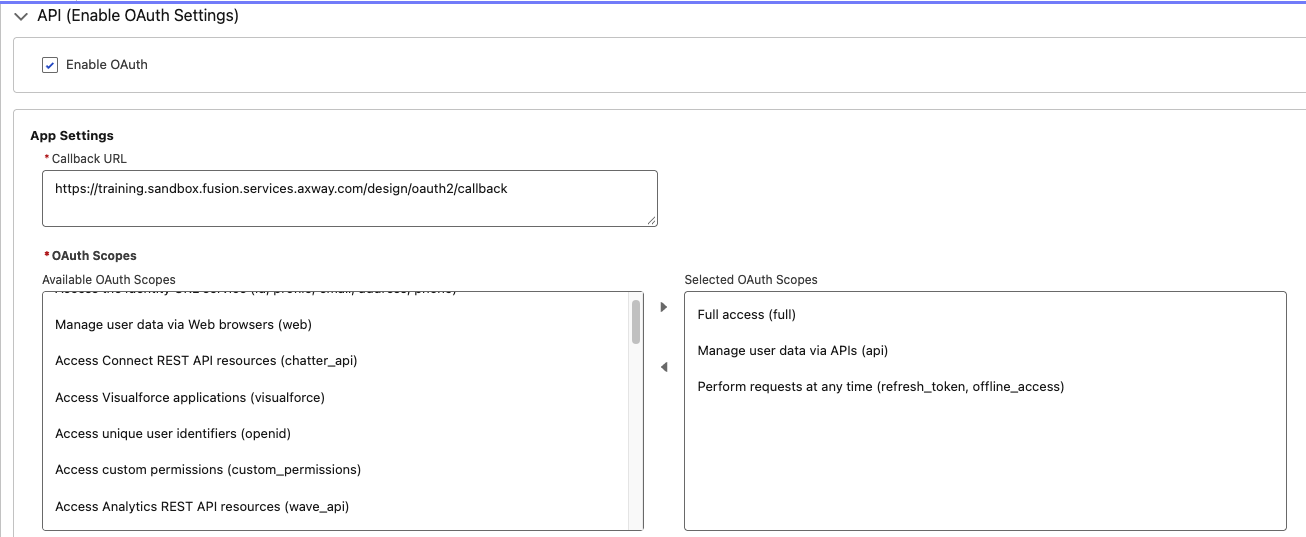 API (Enable OAuth Settings)
Enable OAuth
App Settings
* Callback URL
https://training.sandbox.fusion.services.axway.com/design/oauth2/callback
* OAuth Scopes
Available OAuth Scopes
Selected OAuth Scopes
Manage user data via Web browsers (web)
Access Connect REST API resources (chatter_api)
Access Visualforce applications (visualforce)
Access unique user identifiers (openid)
Access custom permissions (custom_permissions)
Access Analytics REST API resources (wave_api)
Full access (full)
Manage user data via APIs (api)
Perform requests at any time (refresh_token, offline_access)